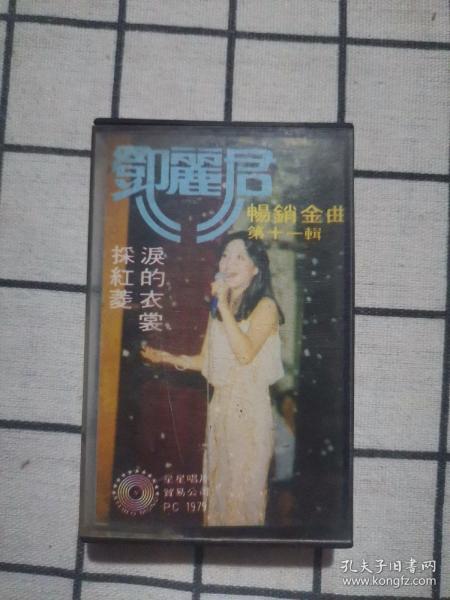 鄧麗君
暢銷金曲
第十一輯
淚的衣裳
採紅菱
星星唱片
貿易公司
PC 1979
孔夫子旧书网
www.kongfz.com